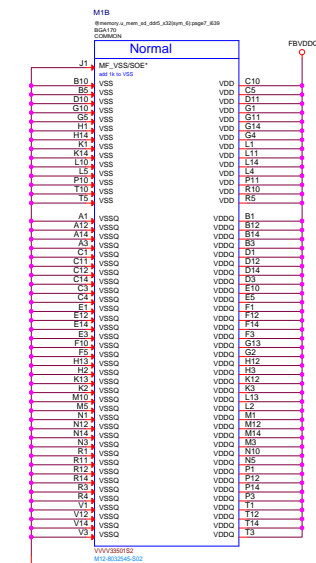 M1B
@memory.u_mem_sd_ddr5_x32(sym_6):page7_i639
BGA170
COMMON
Normal
FBVDDQ
J1 MF_VSS/SOE*
add 1k to VSS
B10 VSS VDD C10
B5 VSS VDD C5
D10 VSS VDD D11
G10 VSS VDD G1
G5 VSS VDD G11
H1 VSS VDD G14
H14 VSS VDD G4
K1 VSS VDD L1
K14 VSS VDD L11
L10 VSS VDD L14
L5 VSS VDD L4
P10 VSS VDD P11
T10 VSS VDD R10
T5 VSS VDD R5
A1 VSSQ VDDQ B1
A12 VSSQ VDDQ B12
A14 VSSQ VDDQ B14
A3 VSSQ VDDQ B3
C1 VSSQ VDDQ D1
C11 VSSQ VDDQ D12
C12 VSSQ VDDQ D14
C14 VSSQ VDDQ D3
C3 VSSQ VDDQ E10
C4 VSSQ VDDQ E5
E1 VSSQ VDDQ F1
E12 VSSQ VDDQ F12
E14 VSSQ VDDQ F14
E3 VSSQ VDDQ F3
F10 VSSQ VDDQ G13
F5 VSSQ VDDQ G2
H13 VSSQ VDDQ H12
H2 VSSQ VDDQ H3
K13 VSSQ VDDQ K12
K2 VSSQ VDDQ K3
M10 VSSQ VDDQ L13
M5 VSSQ VDDQ L2
N1 VSSQ VDDQ M1
N12 VSSQ VDDQ M12
N14 VSSQ VDDQ M14
N3 VSSQ VDDQ M3
R1 VSSQ VDDQ N10
R11 VSSQ VDDQ N5
R12 VSSQ VDDQ P1
R14 VSSQ VDDQ P12
R3 VSSQ VDDQ P14
R4 VSSQ VDDQ P3
V1 VSSQ VDDQ T1
V12 VSSQ VDDQ T12
V14 VSSQ VDDQ T14
V3 VSSQ VDDQ T3
VVVV33501S2
M12-8032545-S02